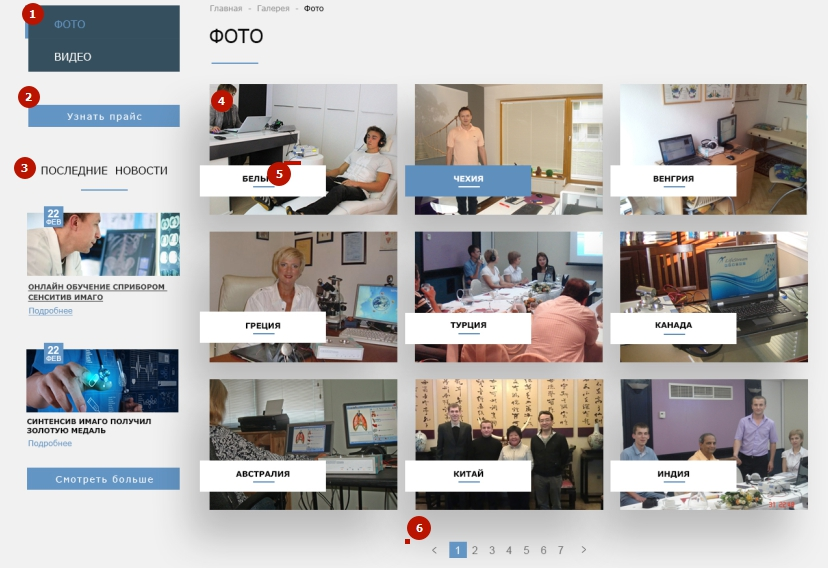 1
ФОТО
ВИДЕО
2
Узнать прайс
3
ПОСЛЕДНИЕ НОВОСТИ
22
ФЕВ
ОНЛАЙН ОБУЧЕНИЕ СПРИБОРОМ
СЕНСИТИВ ИМАГО
Подробнее
22
ФЕВ
СИНТЕНСИВ ИМАГО ПОЛУЧИЛ
ЗОЛОТУЮ МЕДАЛЬ
Подробнее
Смотреть больше
Главная - Галерея - Фото
ФОТО
4
5
ЧЕХИЯ
ВЕНГРИЯ
ГРЕЦИЯ
ТУРЦИЯ
КАНАДА
АВСТРАЛИЯ
КИТАЙ
ИНДИЯ
6
< 1 2 3 4 5 6 7 >